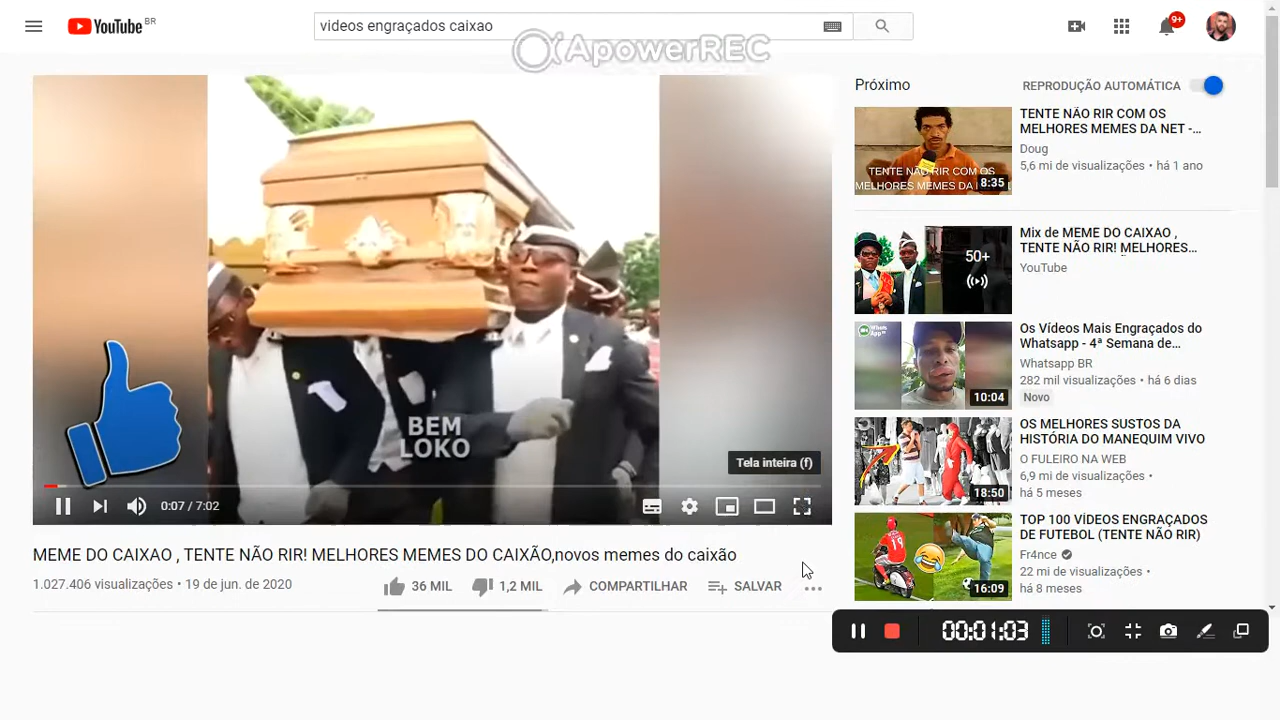 YouTube BR
videos engraçados caixao
ApowerREC
BEM
LOKO
Tela inteira (f)
0:07 / 7:02
MEME DO CAIXAO , TENTE NÃO RIR! MELHORES MEMES DO CAIXÃO,novos memes do caixão
1.027.406 visualizações • 19 de jun. de 2020
36 MIL
1,2 MIL
COMPARTILHAR
SALVAR
9+
Próximo
REPRODUÇÃO AUTOMÁTICA
TENTE NÃO RIR COM OS
MELHORES MEMES DA
8:35
TENTE NÃO RIR COM OS
MELHORES MEMES DA NET -...
Doug
5,6 mi de visualizações • há 1 ano
50+
Mix de MEME DO CAIXAO ,
TENTE NÃO RIR! MELHORES...
YouTube
WhatsApp
10:04
Os Vídeos Mais Engraçados do
Whatsapp - 4ª Semana de...
Whatsapp BR
282 mil visualizações • há 6 dias
Novo
18:50
OS MELHORES SUSTOS DA
HISTÓRIA DO MANEQUIM VIVO
O FULEIRO NA WEB
6,9 mi de visualizações •
há 5 meses
19
16:09
TOP 100 VÍDEOS ENGRAÇADOS
DE FUTEBOL (TENTE NÃO RIR)
Fr4nce
22 mi de visualizações •
há 8 meses
00:01:03